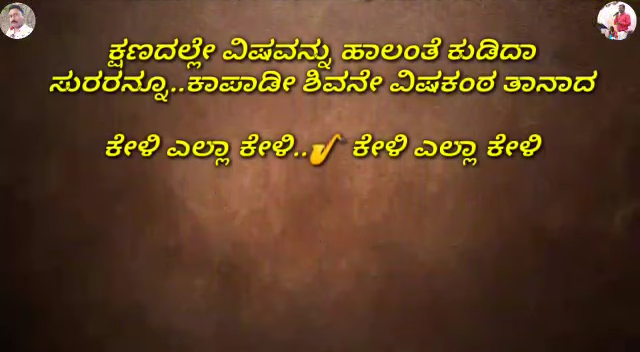 ಕ್ಷಣದಲ್ಲೇ ವಿಷವನ್ನು ಹಾಲಂತೆ ಕುಡಿದಾ
ಸುರರನ್ನೂ..ಕಾಪಾಡೀ ಶಿವನೇ ವಿಷಕಂಠ ತಾನಾದ
ಕೇಳಿ ಎಲ್ಲಾ ಕೇಳಿ..🎷 ಕೇಳಿ ಎಲ್ಲಾ ಕೇಳಿ